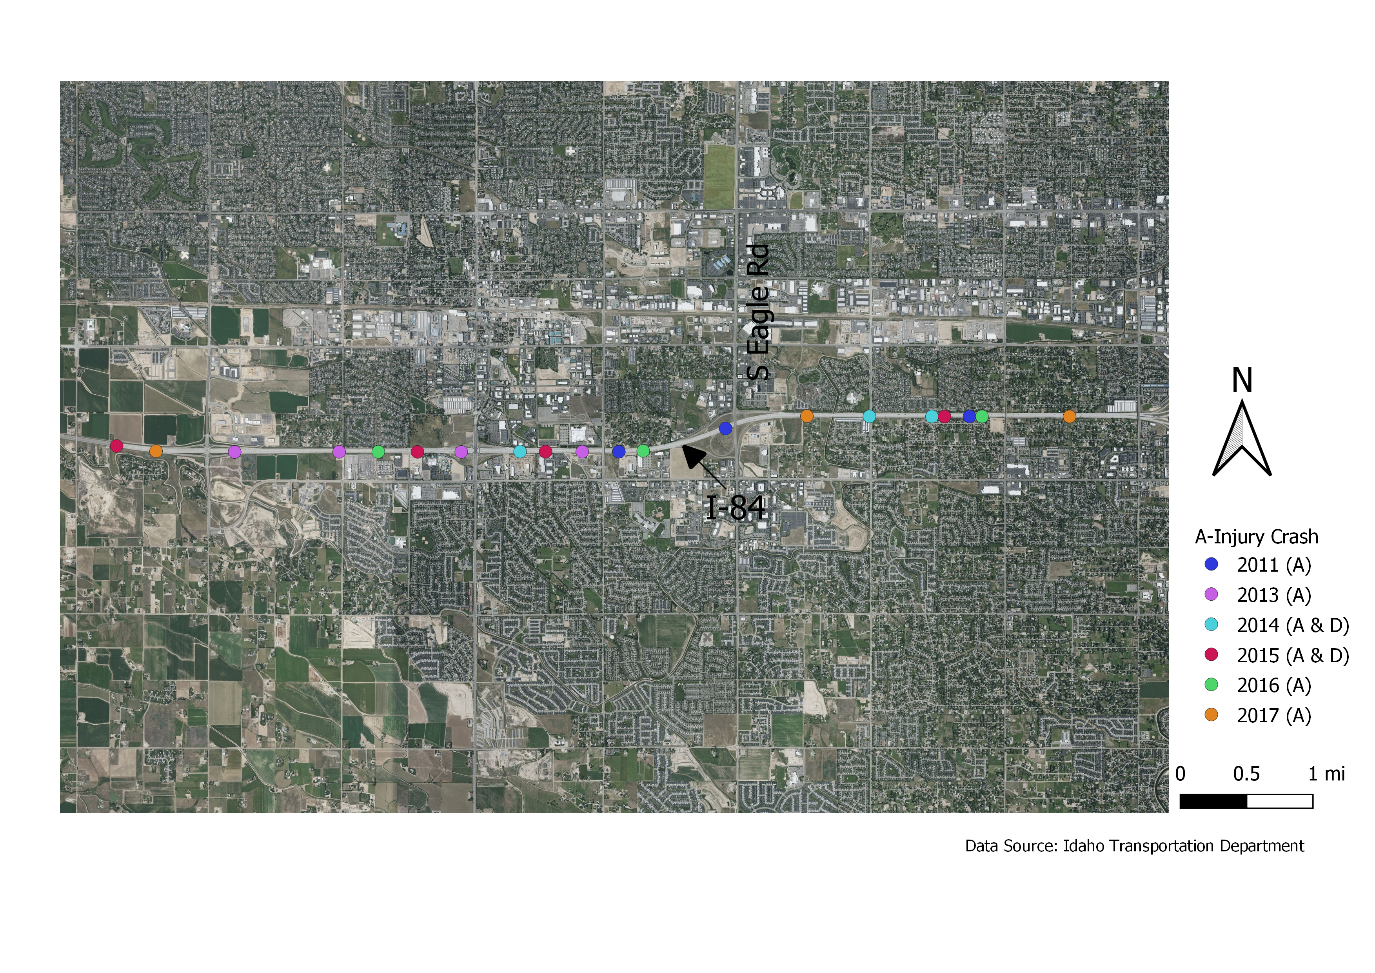 S Eagle Rd
I-84
N
A-Injury Crash
2011 (A)
2013 (A)
2014 (A & D)
2015 (A & D)
2016 (A)
2017 (A)
0 0.5 1 mi
Data Source: Idaho Transportation Department